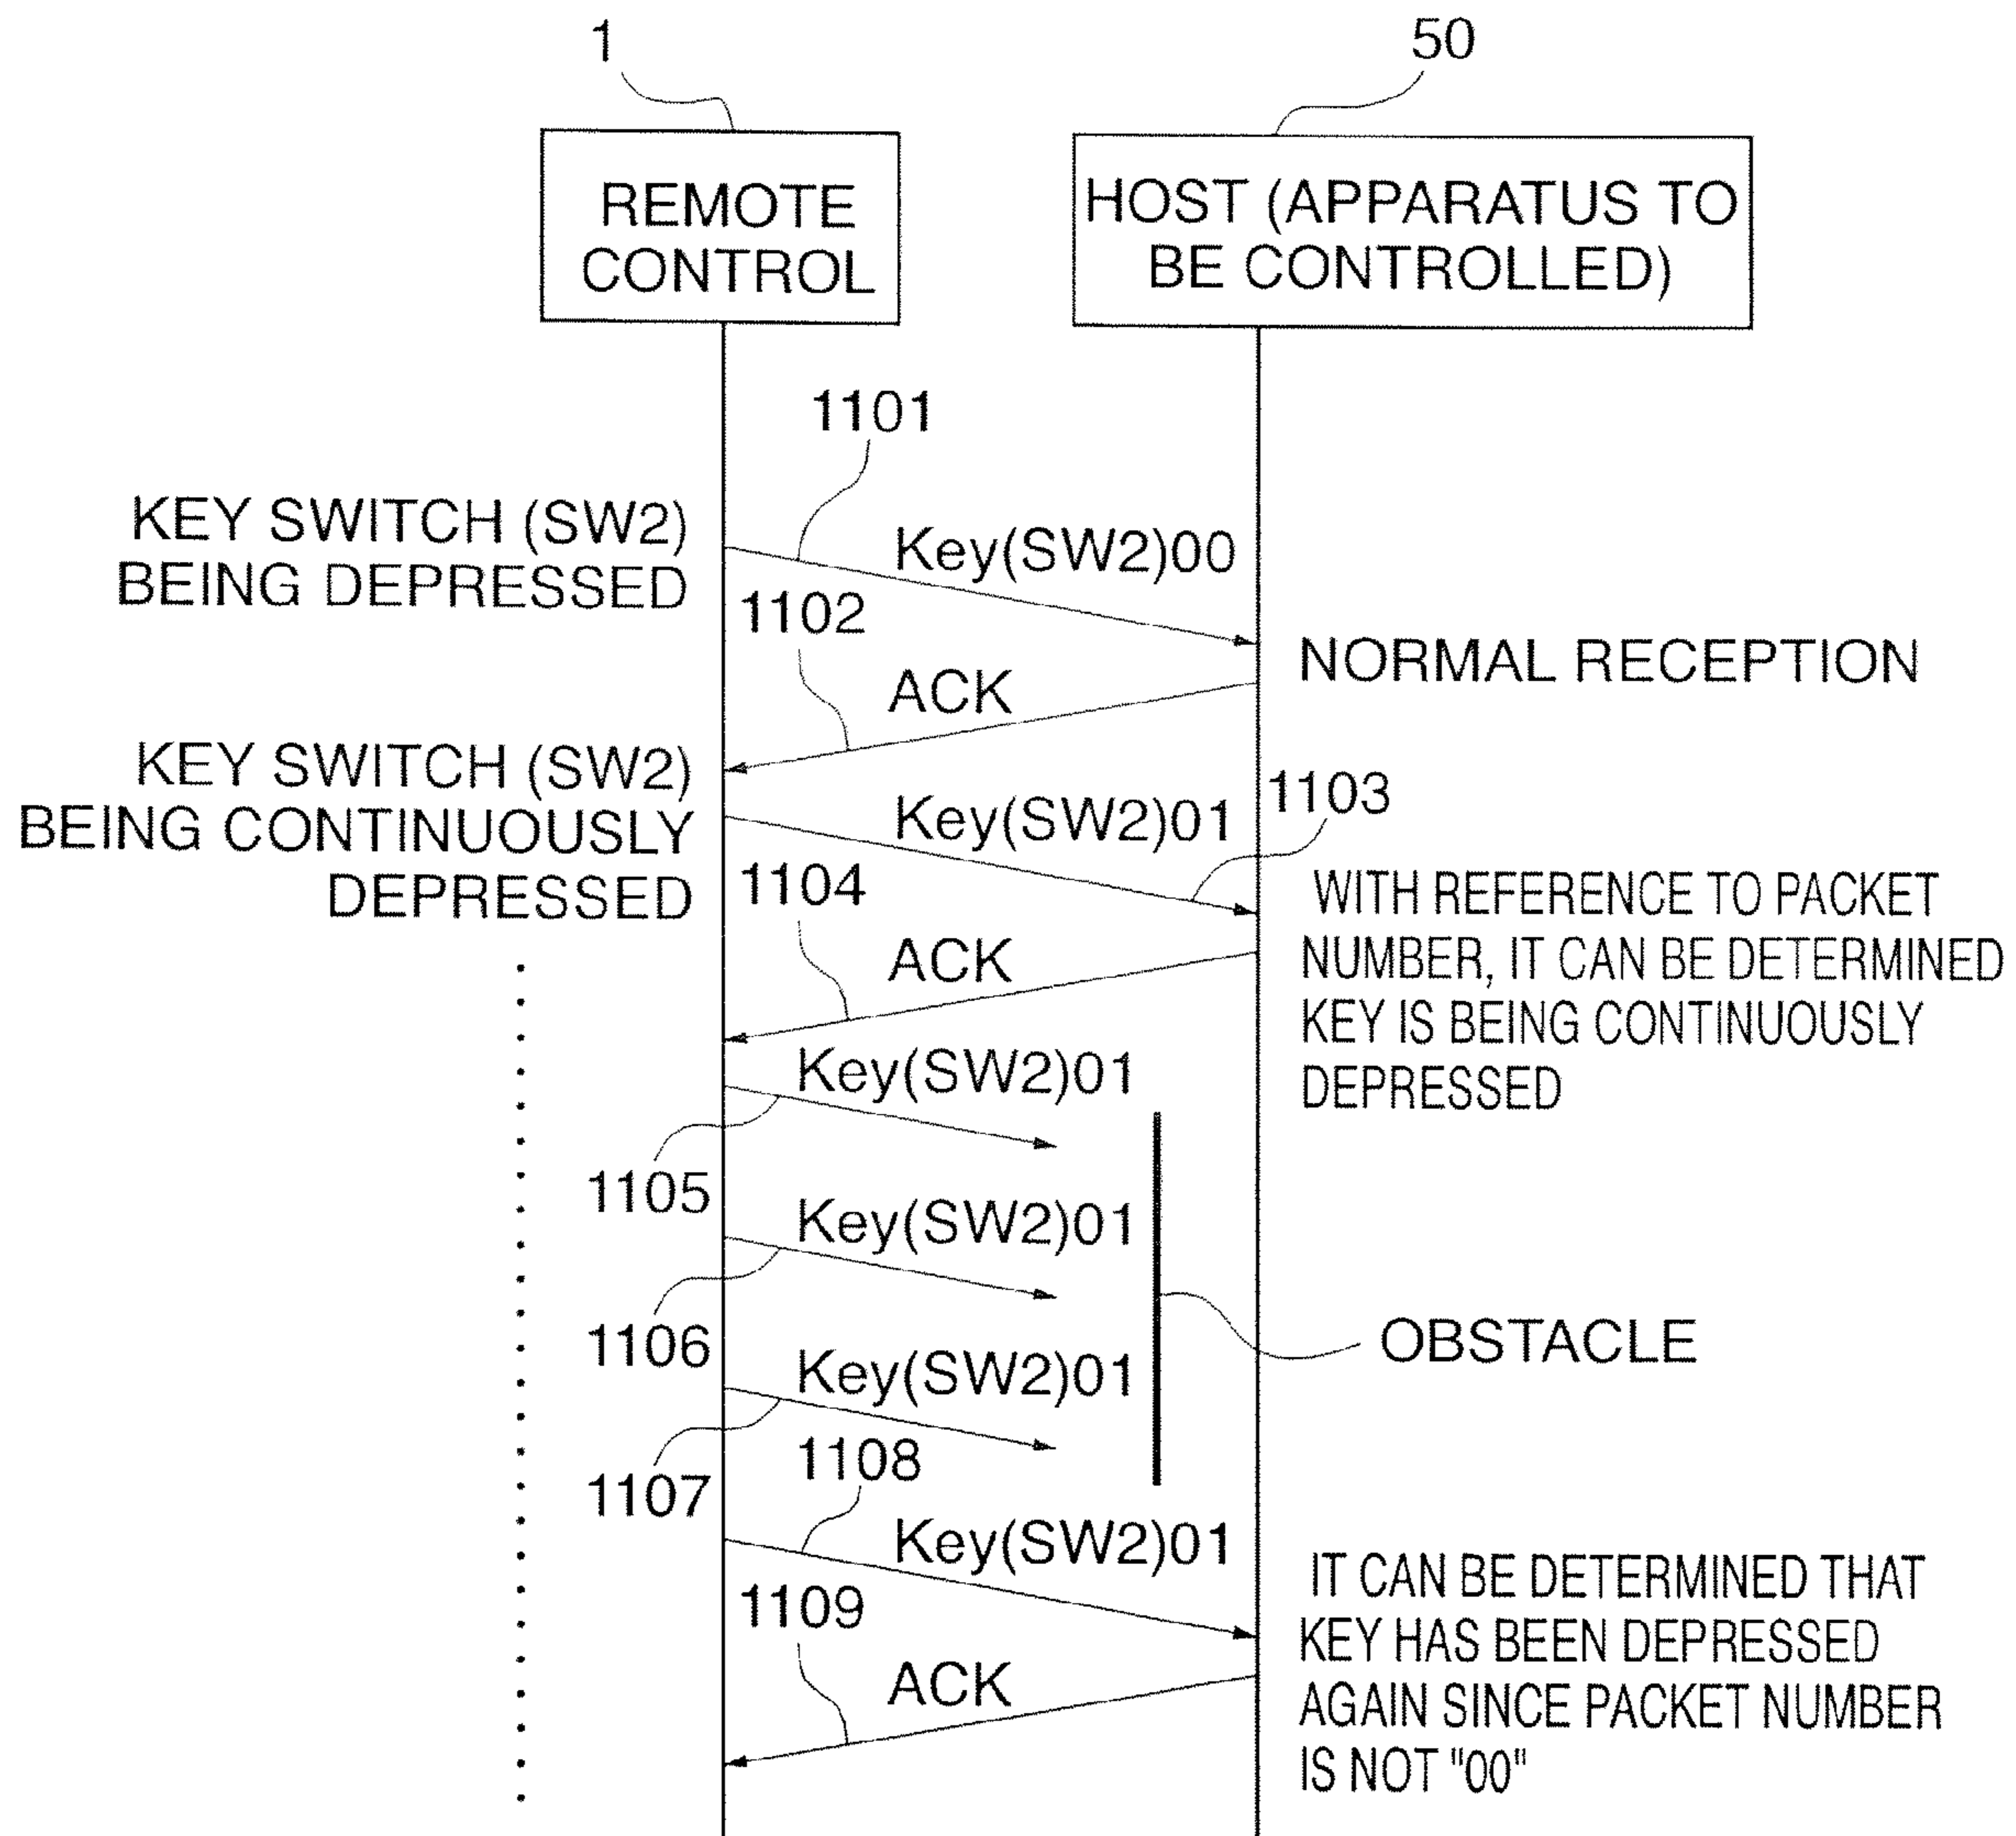 1
50
REMOTE
CONTROL
HOST (APPARATUS TO
BE CONTROLLED)
1101
KEY SWITCH (SW2)
BEING DEPRESSED
Key(SW2)00
1102
NORMAL RECEPTION
ACK
KEY SWITCH (SW2)
BEING CONTINUOUSLY
DEPRESSED
Key(SW2)01
1103
1104
WITH REFERENCE TO PACKET
NUMBER, IT CAN BE DETERMINED
KEY IS BEING CONTINUOUSLY
DEPRESSED
ACK
Key(SW2)01
1105
Key(SW2)01
1106
OBSTACLE
Key(SW2)01
1107
1108
Key(SW2)01
1109
IT CAN BE DETERMINED THAT
KEY HAS BEEN DEPRESSED
AGAIN SINCE PACKET NUMBER
IS NOT "00"
ACK